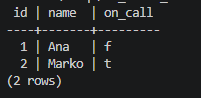 id | name | on_call
----+-------+---------
  1 | Ana | f
  2 | Marko | t
(2 rows)